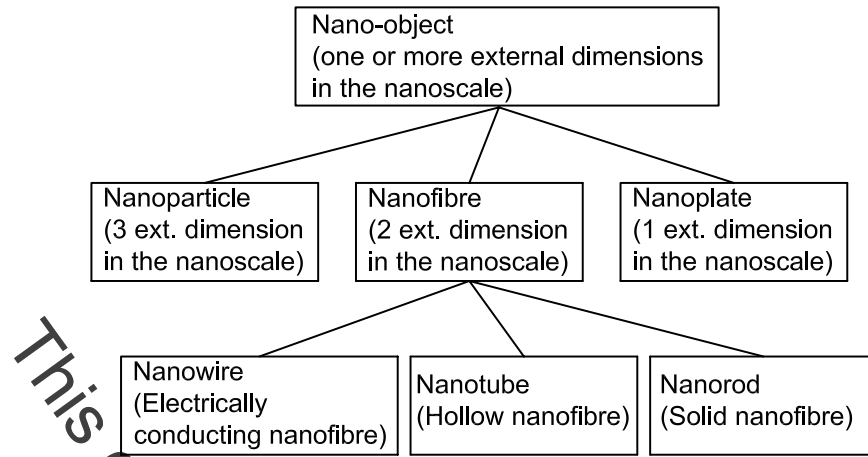 Nano-object
(one or more external dimensions
in the nanoscale)
Nanoparticle
(3 ext. dimension
in the nanoscale)
Nanofibre
(2 ext. dimension
in the nanoscale)
Nanoplate
(1 ext. dimension
in the nanoscale)
Nanowire
(Electrically
conducting nanofibre)
Nanotube
(Hollow nanofibre)
Nanorod
(Solid nanofibre)
This